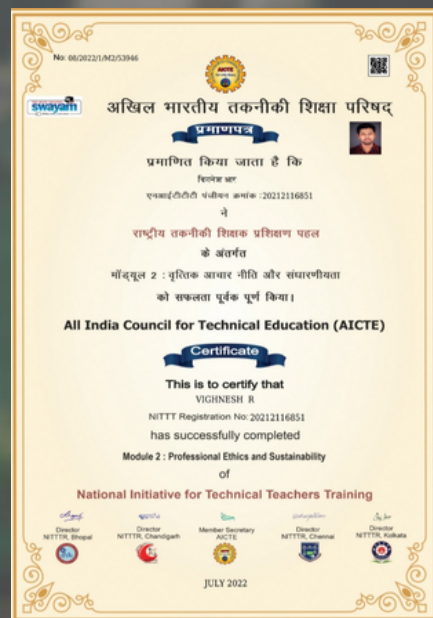 No: 08/2022/1/M2/53946
AICTE
swayam
अखिल भारतीय तकनीकी शिक्षा परिषद्
प्रमाणपत्र
प्रमाणित किया जाता है कि
विगनेश आर
एनआईटीटीटी पंजीयन क्रमांक :20212116851
ने
राष्ट्रीय तकनीकी शिक्षक प्रशिक्षण पहल
के अंतर्गत
मॉड्यूल 2 : वृत्तिक आचार नीति और संधारणीयता
को सफलता पूर्वक पूर्ण किया।
All India Council for Technical Education (AICTE)
Certificate
This is to certify that
VIGHNESH R
NITTT Registration No: 20212116851
has successfully completed
Module 2 : Professional Ethics and Sustainability
of
National Initiative for Technical Teachers Training
Director Director Member Secretary Director Director
NITTTR, Bhopal NITTTR, Chandigarh AICTE NITTTR, Chennai NITTTR, Kolkata
JULY 2022